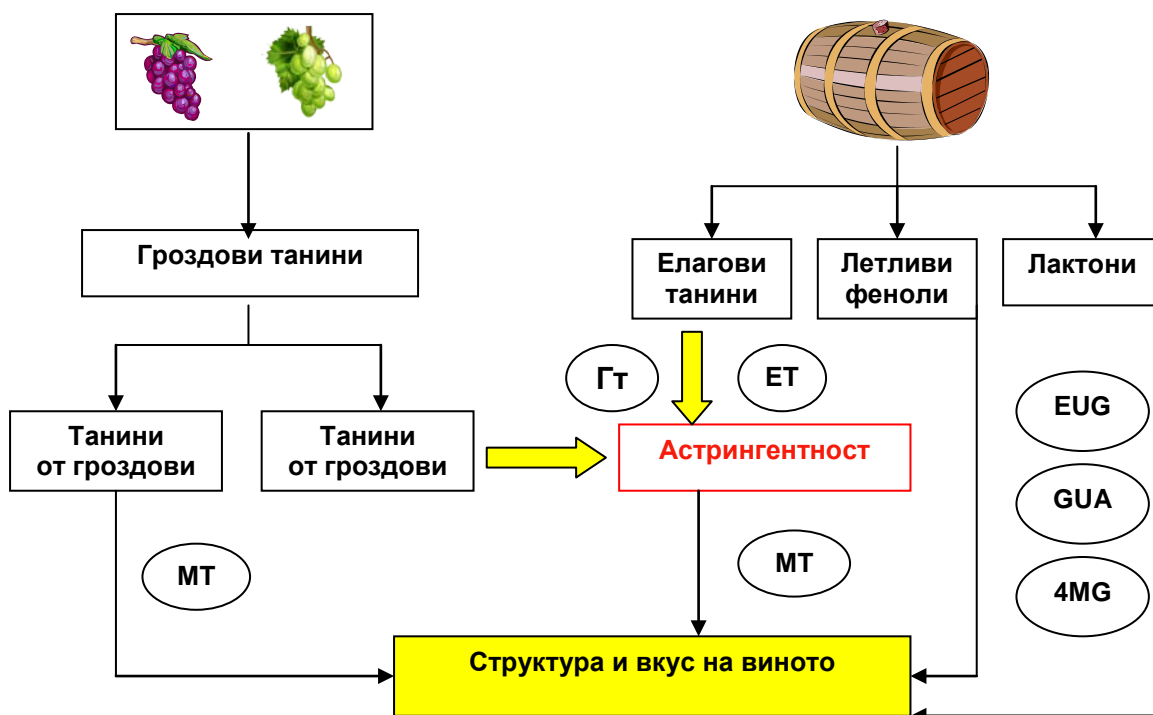 Гроздови танини
Елагови
танини
Летливи
феноли
Лактони
Гт
ЕТ
EUG
Танини
от гроздови
Танини
от гроздови
Астрингентност
GUA
МТ
МТ
4MG
Структура и вкус на виното